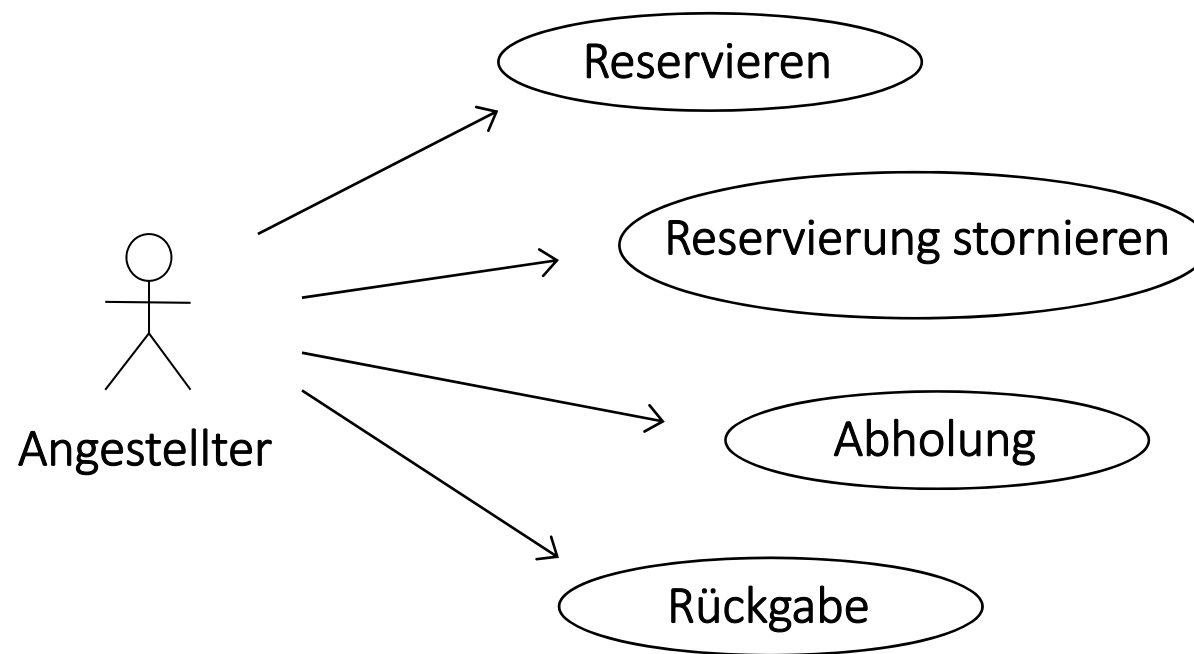 Reservieren
Reservierung stornieren
Abholung
Angestellter
Rückgabe